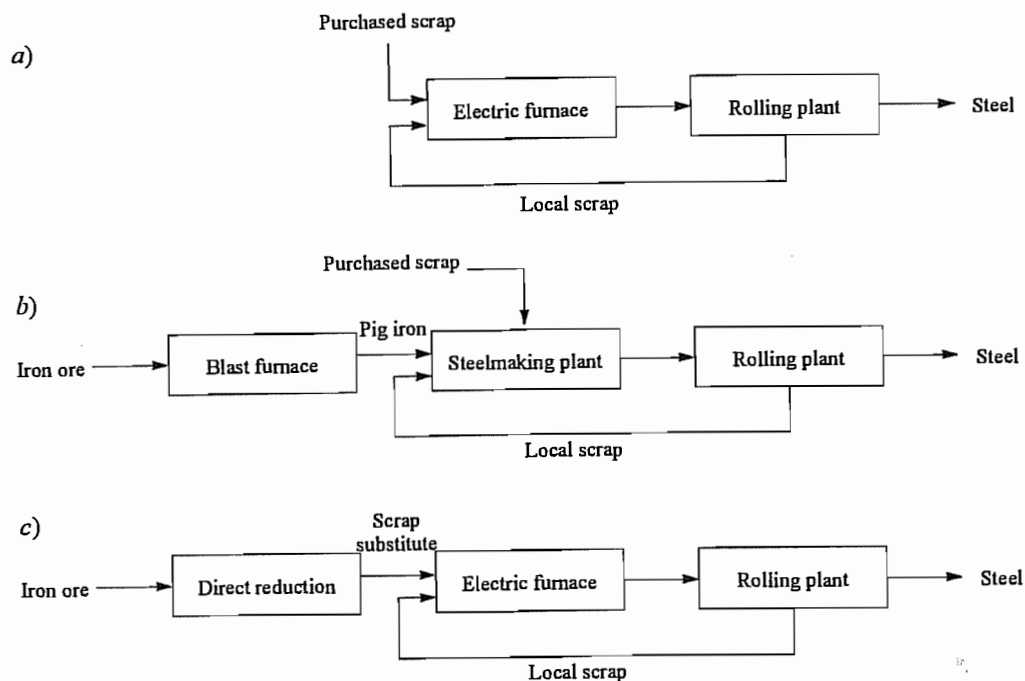 Purchased scrap
a)
Electric furnace
Rolling plant
Steel
Local scrap
Purchased scrap
b)
Pig iron
Iron ore
Blast furnace
Steelmaking plant
Rolling plant
Steel
Local scrap
c)
Scrap
substitute
Iron ore
Direct reduction
Electric furnace
Rolling plant
Steel
Local scrap